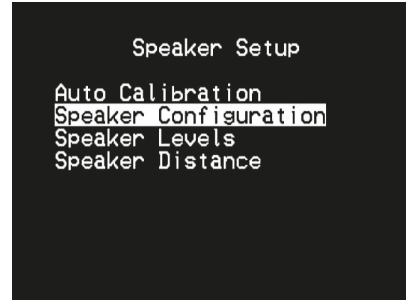 Speaker Setup
Auto Calibration
Speaker Configuration
Speaker Levels
Speaker Distance